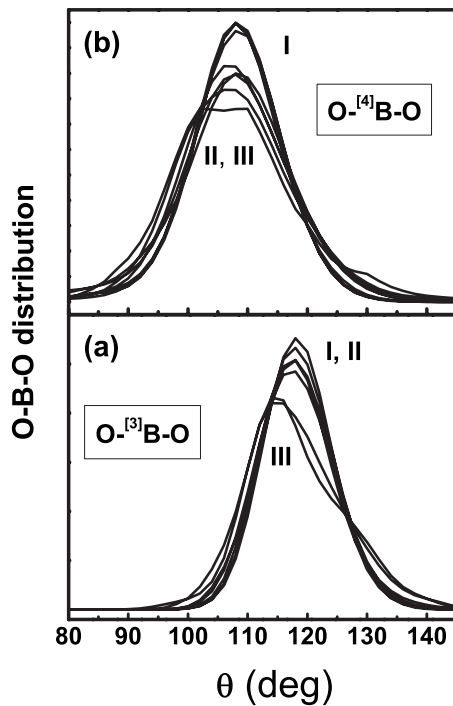 (b)
I
O-[4]B-O
II, III
O-B-O distribution
(a)
I, II
O-[3]B-O
III
80 90 100 110 120 130 140
θ (deg)